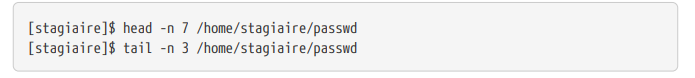 [stagiaire]$ head -n 7 /home/stagiaire/passwd
[stagiaire]$ tail -n 3 /home/stagiaire/passwd